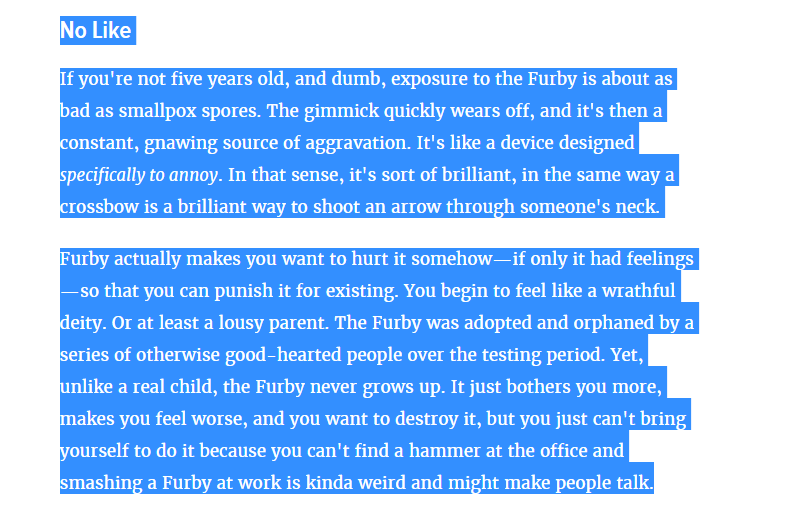 No Like
If you're not five years old, and dumb, exposure to the Furby is about as
bad as smallpox spores. The gimmick quickly wears off, and it's then a
constant, gnawing source of aggravation. It's like a device designed
specifically to annoy. In that sense, it's sort of brilliant, in the same way a
crossbow is a brilliant way to shoot an arrow through someone's neck.
Furby actually makes you want to hurt it somehow—if only it had feelings
—so that you can punish it for existing. You begin to feel like a wrathful
deity. Or at least a lousy parent. The Furby was adopted and orphaned by a
series of otherwise good-hearted people over the testing period. Yet,
unlike a real child, the Furby never grows up. It just bothers you more,
makes you feel worse, and you want to destroy it, but you just can't bring
yourself to do it because you can't find a hammer at the office and
smashing a Furby at work is kinda weird and might make people talk.